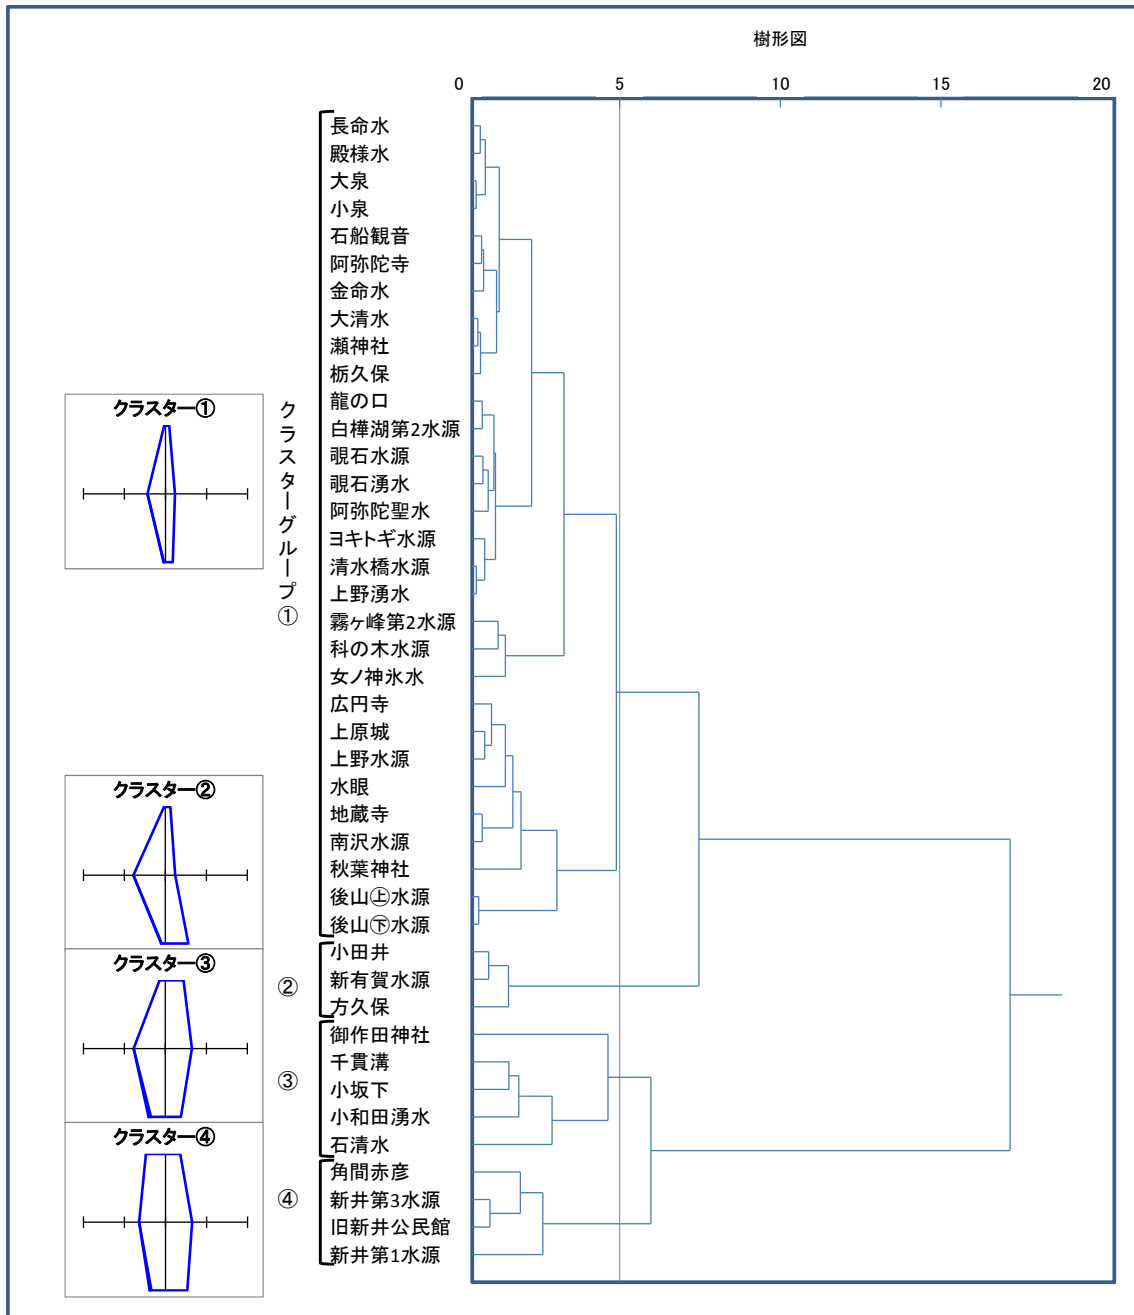 樹形図
0 5 10 15 20
長命水
殿様水
大泉
小泉
石船観音
阿弥陀寺
金命水
大清水
瀬神社
栃久保
龍の口
白樺湖第2水源
覗石水源
覗石湧水
阿弥陀聖水
ヨキトギ水源
清水橋水源
上野湧水
霧ヶ峰第2水源
科の木水源
女ノ神氷水
広円寺
上原城
上野水源
水眼
地蔵寺
南沢水源
秋葉神社
後山㊤水源
後山㊦水源
小田井
新有賀水源
方久保
御作田神社
千貫溝
小坂下
小和田湧水
石清水
角間赤彦
新井第3水源
旧新井公民館
新井第1水源
クラスターグループ①
②
③
④
クラスター①
クラスター②
クラスター③
クラスター④